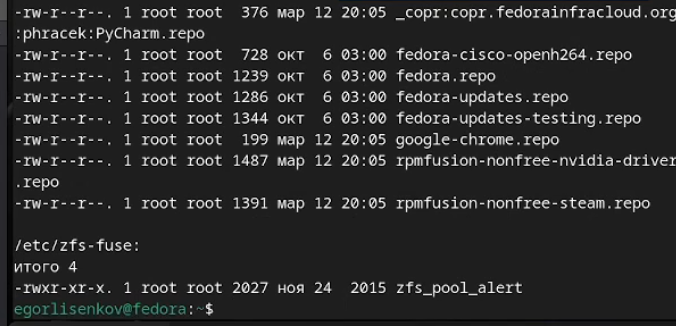 -rw-r--r--. 1 root root  376 мар 12 20:05 _copr:copr.fedorainfracloud.org
:phracek:PyCharm.repo
-rw-r--r--. 1 root root  728 окт  6 03:00 fedora-cisco-openh264.repo
-rw-r--r--. 1 root root 1239 окт  6 03:00 fedora.repo
-rw-r--r--. 1 root root 1286 окт  6 03:00 fedora-updates.repo
-rw-r--r--. 1 root root 1344 окт  6 03:00 fedora-updates-testing.repo
-rw-r--r--. 1 root root  199 мар 12 20:05 google-chrome.repo
-rw-r--r--. 1 root root 1487 мар 12 20:05 rpmfusion-nonfree-nvidia-driver
.repo
-rw-r--r--. 1 root root 1391 мар 12 20:05 rpmfusion-nonfree-steam.repo
/etc/zfs-fuse:
итого 4
-rwxr-xr-x. 1 root root 2027 ноя 24  2015 zfs_pool_alert
egorlisenkov@fedora:~$